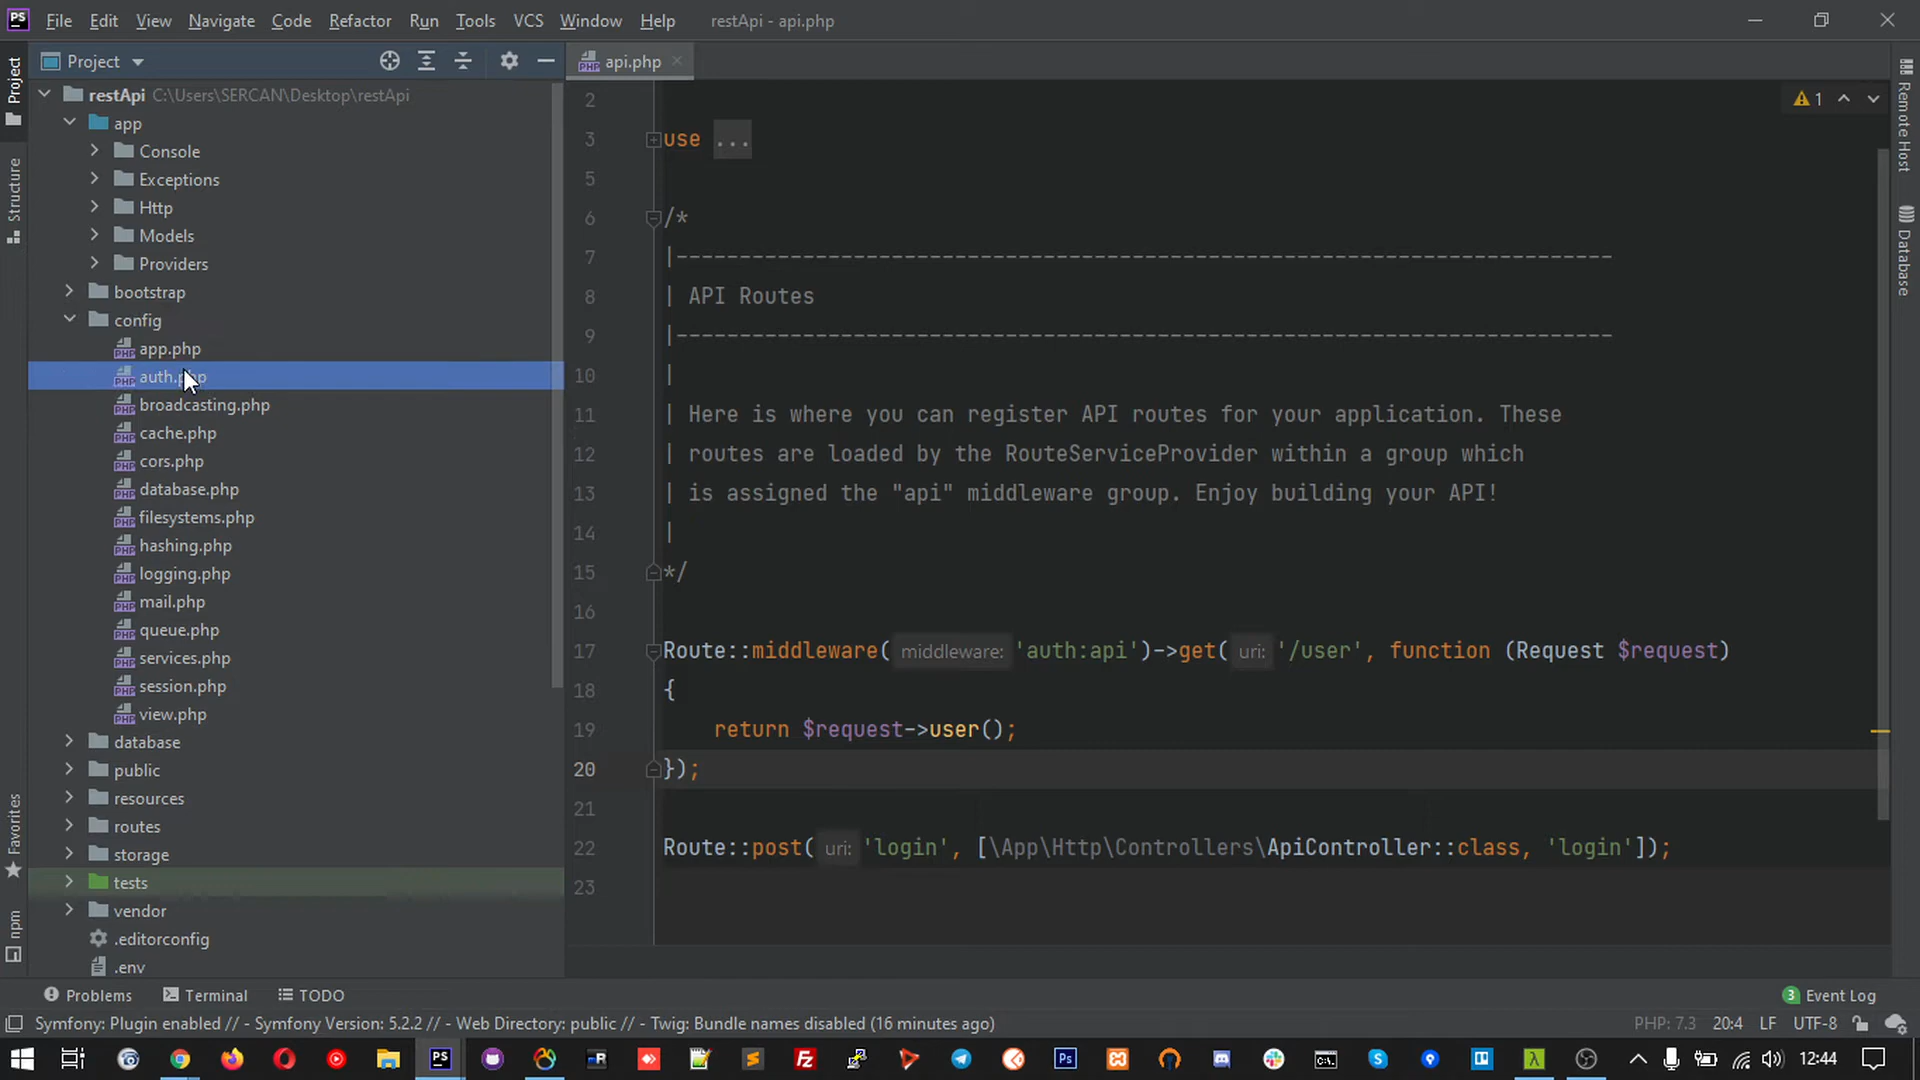 PS File Edit View Navigate Code Refactor Run Tools VCS Window Help restApi - api.php
Project
api.php
restApi C:\Users\SERCAN\Desktop\restApi
app
Console
Exceptions
Http
Models
Providers
bootstrap
config
app.php
auth.php
broadcasting.php
cache.php
cors.php
database.php
filesystems.php
hashing.php
logging.php
mail.php
queue.php
services.php
session.php
view.php
database
public
resources
routes
storage
tests
vendor
.editorconfig
.env
Project
Structure
Favorites
npm
1
2
3 use ...
5
6 /*
7 |--------------------------------------------------------------------------
8 | API Routes
9 |--------------------------------------------------------------------------
10 |
11 | Here is where you can register API routes for your application. These
12 | routes are loaded by the RouteServiceProvider within a group which
13 | is assigned the "api" middleware group. Enjoy building your API!
14 |
15 */
16
17 Route::middleware( middleware: 'auth:api')->get( uri: '/user', function (Request $request)
18 {
19 return $request->user();
20 });
21
22 Route::post( uri: 'login', [\App\Http\Controllers\ApiController::class, 'login']);
23
Remote Host
Database
Problems Terminal TODO
3 Event Log
Symfony: Plugin enabled // - Symfony Version: 5.2.2 // - Web Directory: public // - Twig: Bundle names disabled (16 minutes ago)
PHP: 7.3 20:4 LF UTF-8
12:44